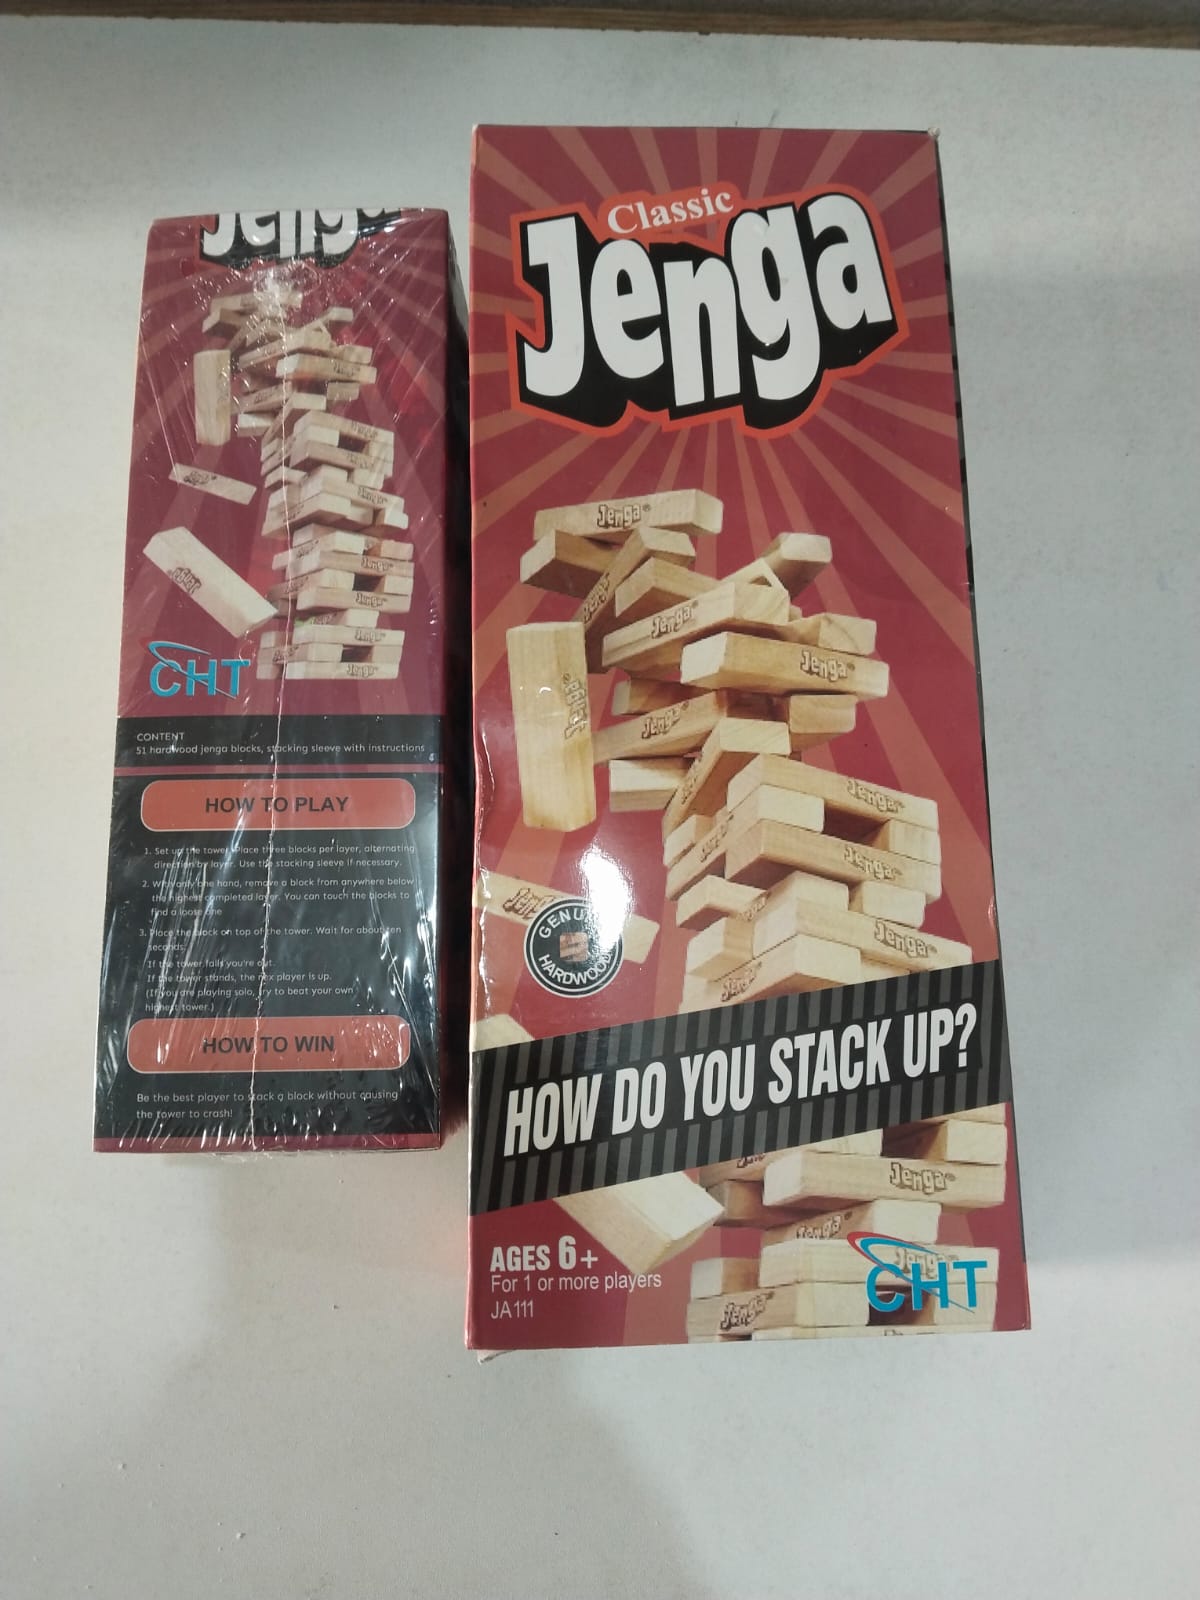 Jenga
CHT
CONTENT
51 hardwood jenga blocks, stacking sleeve with instructions
HOW TO PLAY
1. Set up the tower. Place three blocks per layer, alternating
direction by layer. Use the stacking sleeve if necessary.
2. With only one hand, remove a block from anywhere below
the highest completed layer. You can touch the blocks to
find a loose one
3. Place the block on top of the tower. Wait for about ten
seconds.
If the tower falls you're out.
If the tower stands, the nex player is up.
(If you are playing solo, try to beat your own
highest tower.)
HOW TO WIN
Be the best player to stack a block without causing
the tower to crash!
Classic
Jenga
Jenga
Jenga
Jenga
Jenga
Jenga
Jenga
Jenga
GENUINE
HARDWOOD
Jenga
HOW DO YOU STACK UP?
Jenga
Jenga
Jenga
AGES 6+
For 1 or more players
JA111
CHT